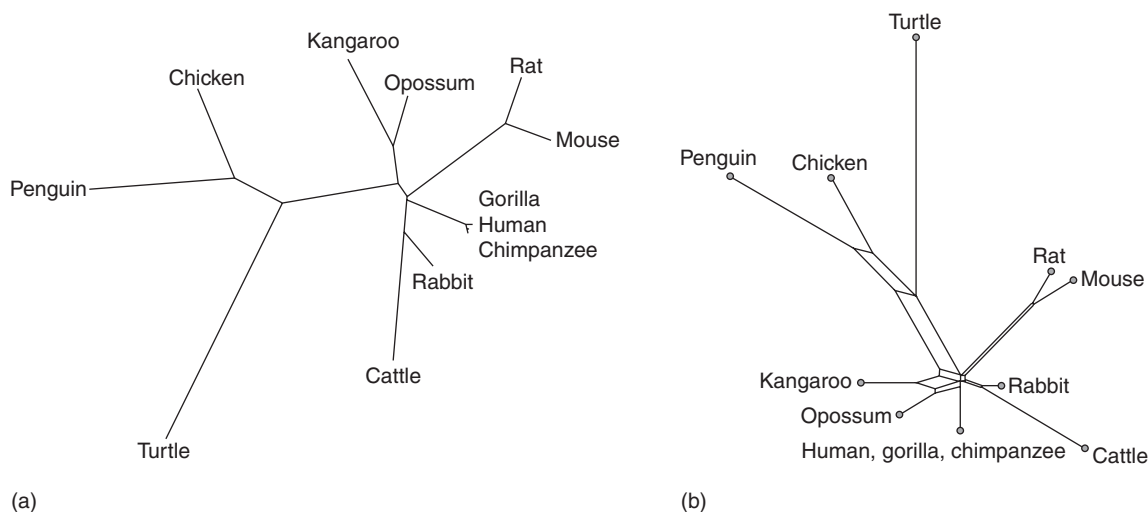 Kangaroo
Chicken
Opossum
Rat
Mouse
Penguin
Gorilla
Human
Chimpanzee
Rabbit
Cattle
Turtle
(a)
Turtle
Penguin
Chicken
Rat
Mouse
Kangaroo
Rabbit
Opossum
Human, gorilla, chimpanzee
Cattle
(b)